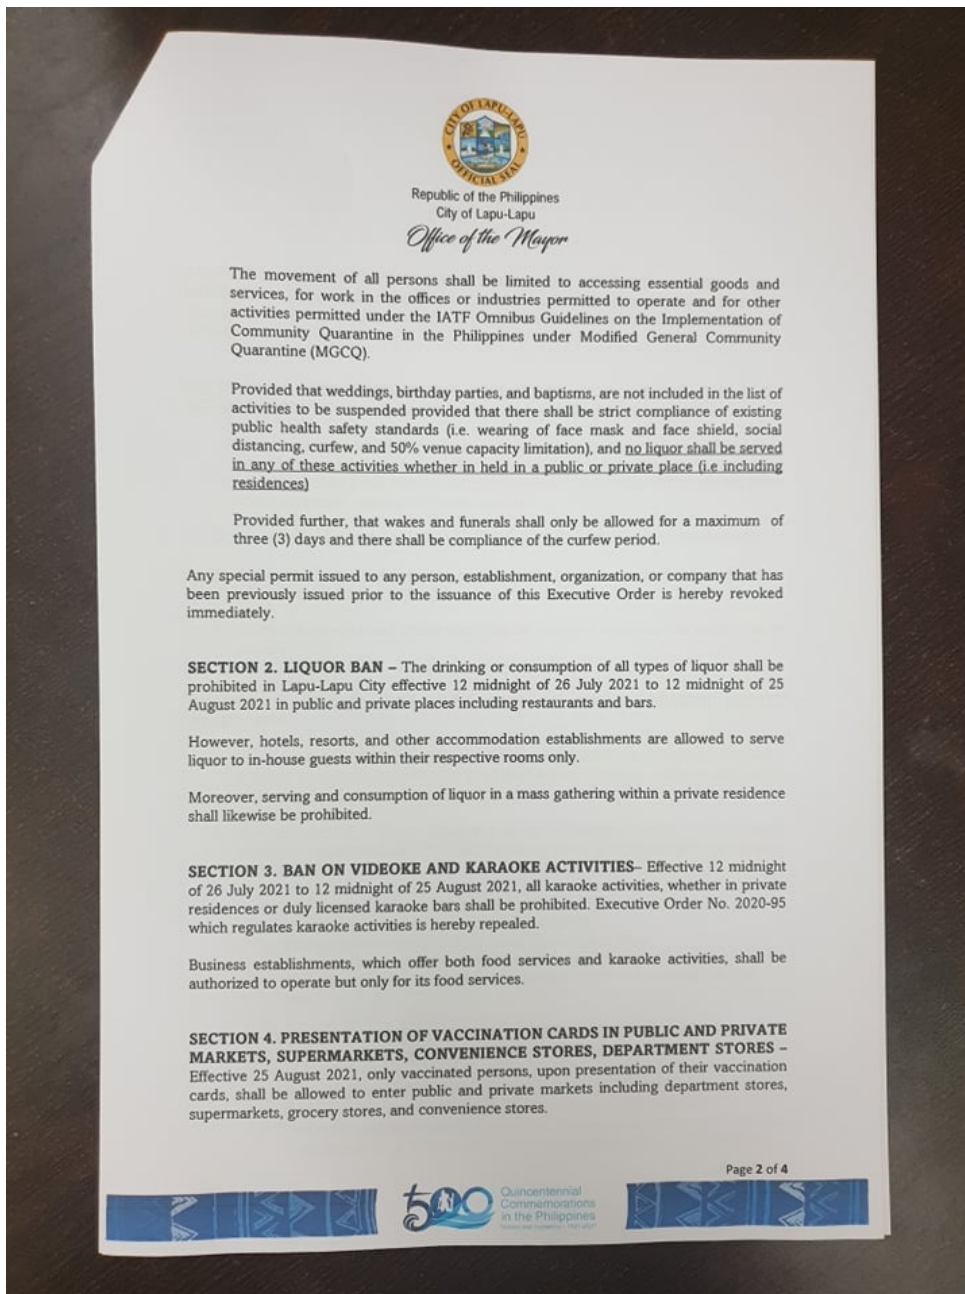 CITY OF LAPU-LAPU
OFFICIAL SEAL
Republic of the Philippines
City of Lapu-Lapu
Office of the Mayor
The movement of all persons shall be limited to accessing essential goods and
services, for work in the offices or industries permitted to operate and for other
activities permitted under the IATF Omnibus Guidelines on the Implementation of
Community Quarantine in the Philippines under Modified General Community
Quarantine (MGCQ).
Provided that weddings, birthday parties, and baptisms, are not included in the list of
activities to be suspended provided that there shall be strict compliance of existing
public health safety standards (i.e. wearing of face mask and face shield, social
distancing, curfew, and 50% venue capacity limitation), and no liquor shall be served
in any of these activities whether in held in a public or private place (i.e including
residences)
Provided further, that wakes and funerals shall only be allowed for a maximum of
three (3) days and there shall be compliance of the curfew period.
Any special permit issued to any person, establishment, organization, or company that has
been previously issued prior to the issuance of this Executive Order is hereby revoked
immediately.
SECTION 2. LIQUOR BAN – The drinking or consumption of all types of liquor shall be
prohibited in Lapu-Lapu City effective 12 midnight of 26 July 2021 to 12 midnight of 25
August 2021 in public and private places including restaurants and bars.
However, hotels, resorts, and other accommodation establishments are allowed to serve
liquor to in-house guests within their respective rooms only.
Moreover, serving and consumption of liquor in a mass gathering within a private residence
shall likewise be prohibited.
SECTION 3. BAN ON VIDEOKE AND KARAOKE ACTIVITIES– Effective 12 midnight
of 26 July 2021 to 12 midnight of 25 August 2021, all karaoke activities, whether in private
residences or duly licensed karaoke bars shall be prohibited. Executive Order No. 2020-95
which regulates karaoke activities is hereby repealed.
Business establishments, which offer both food services and karaoke activities, shall be
authorized to operate but only for its food services.
SECTION 4. PRESENTATION OF VACCINATION CARDS IN PUBLIC AND PRIVATE
MARKETS, SUPERMARKETS, CONVENIENCE STORES, DEPARTMENT STORES –
Effective 25 August 2021, only vaccinated persons, upon presentation of their vaccination
cards, shall be allowed to enter public and private markets including department stores,
supermarkets, grocery stores, and convenience stores.
Page 2 of 4
500
Quincentennial
Commemorations
in the Philippines